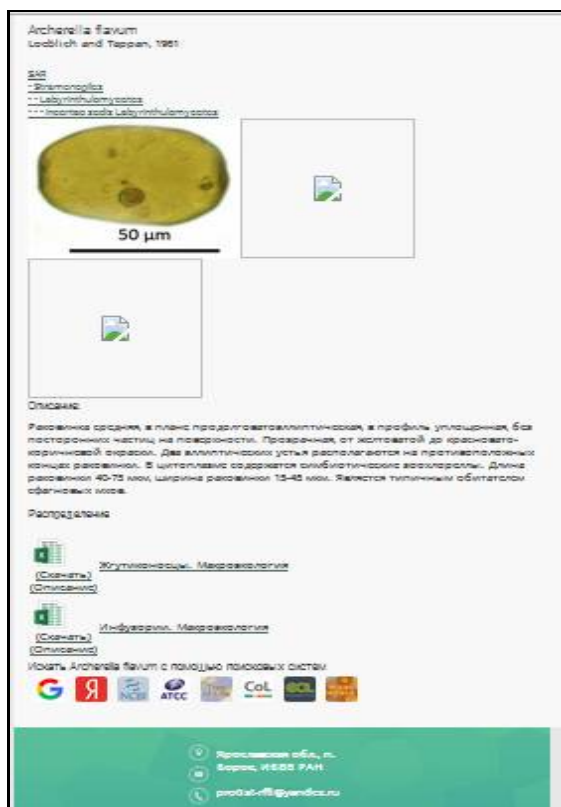 Archerella flavum
Loeblich and Tappan, 1961
SAR
- Stramenopiles
- - Labyrinthulomycetes
- - - Incertae sedis Labyrinthulomycetes
50 µm
Описание:
Раковинка средняя, в плане продолговатоэллиптическая, в профиль уплощенная, без
посторонних частиц на поверхности. Прозрачная, от желтоватой до красновато-
коричневой окраски. Два эллиптических устья располагаются на противоположных
концах раковинки. В цитоплазме содержатся симбиотические зоохлореллы. Длина
раковинки 40-75 мкм, ширина раковинки 15-45 мкм. Является типичным обитателем
сфагновых мхов.
Распределение
(Скачать) Жгутиконосцы. Макроэкология
(Описание)
(Скачать) Инфузории. Макроэкология
(Описание)
Искать Archerella flavum с помощью поисковых систем
G Я NCBI ATCC CoL EOL
Ярославская обл., п.
Борок, ИБВВ РАН